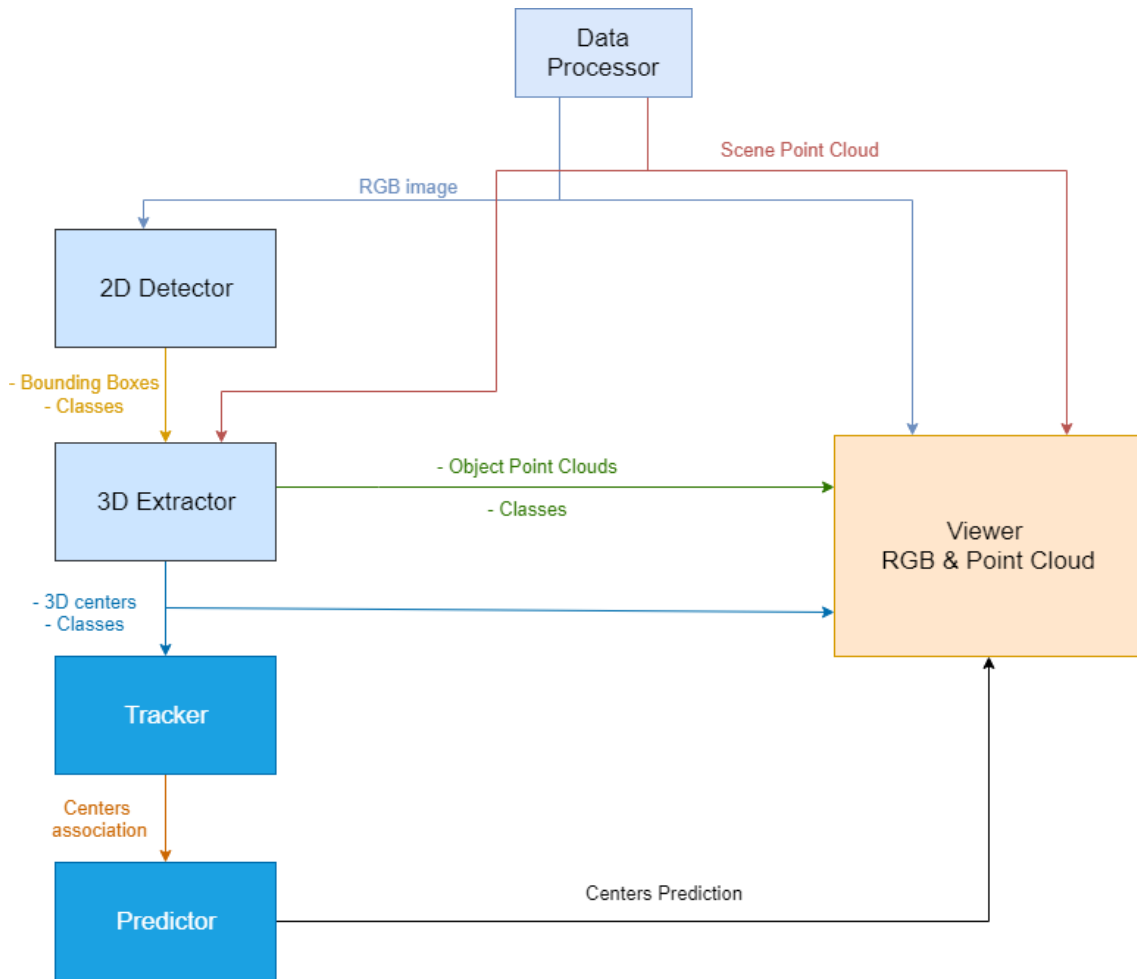 Data
Processor
Scene Point Cloud
RGB image
2D Detector
- Bounding Boxes
- Classes
3D Extractor
- Object Point Clouds
- Classes
Viewer
RGB & Point Cloud
- 3D centers
- Classes
Tracker
Centers
association
Predictor
Centers Prediction